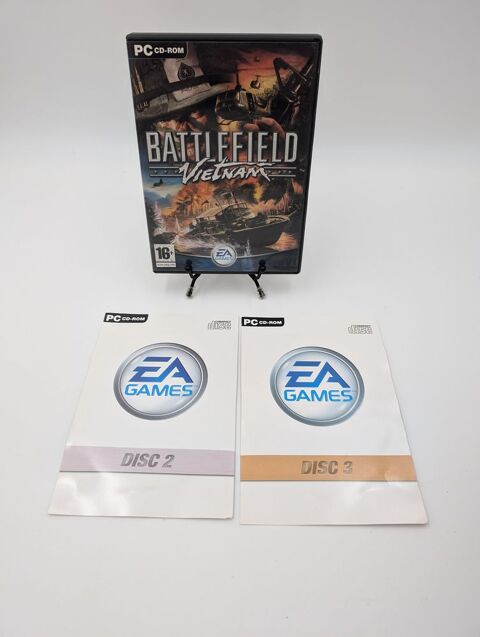 PC CD-ROM
BATTLEFIELD
VIETNAM
16+
EA
GAMES
PC CD-ROM
EA
GAMES
DISC 2
PC CD-ROM
EA
GAMES
DISC 3